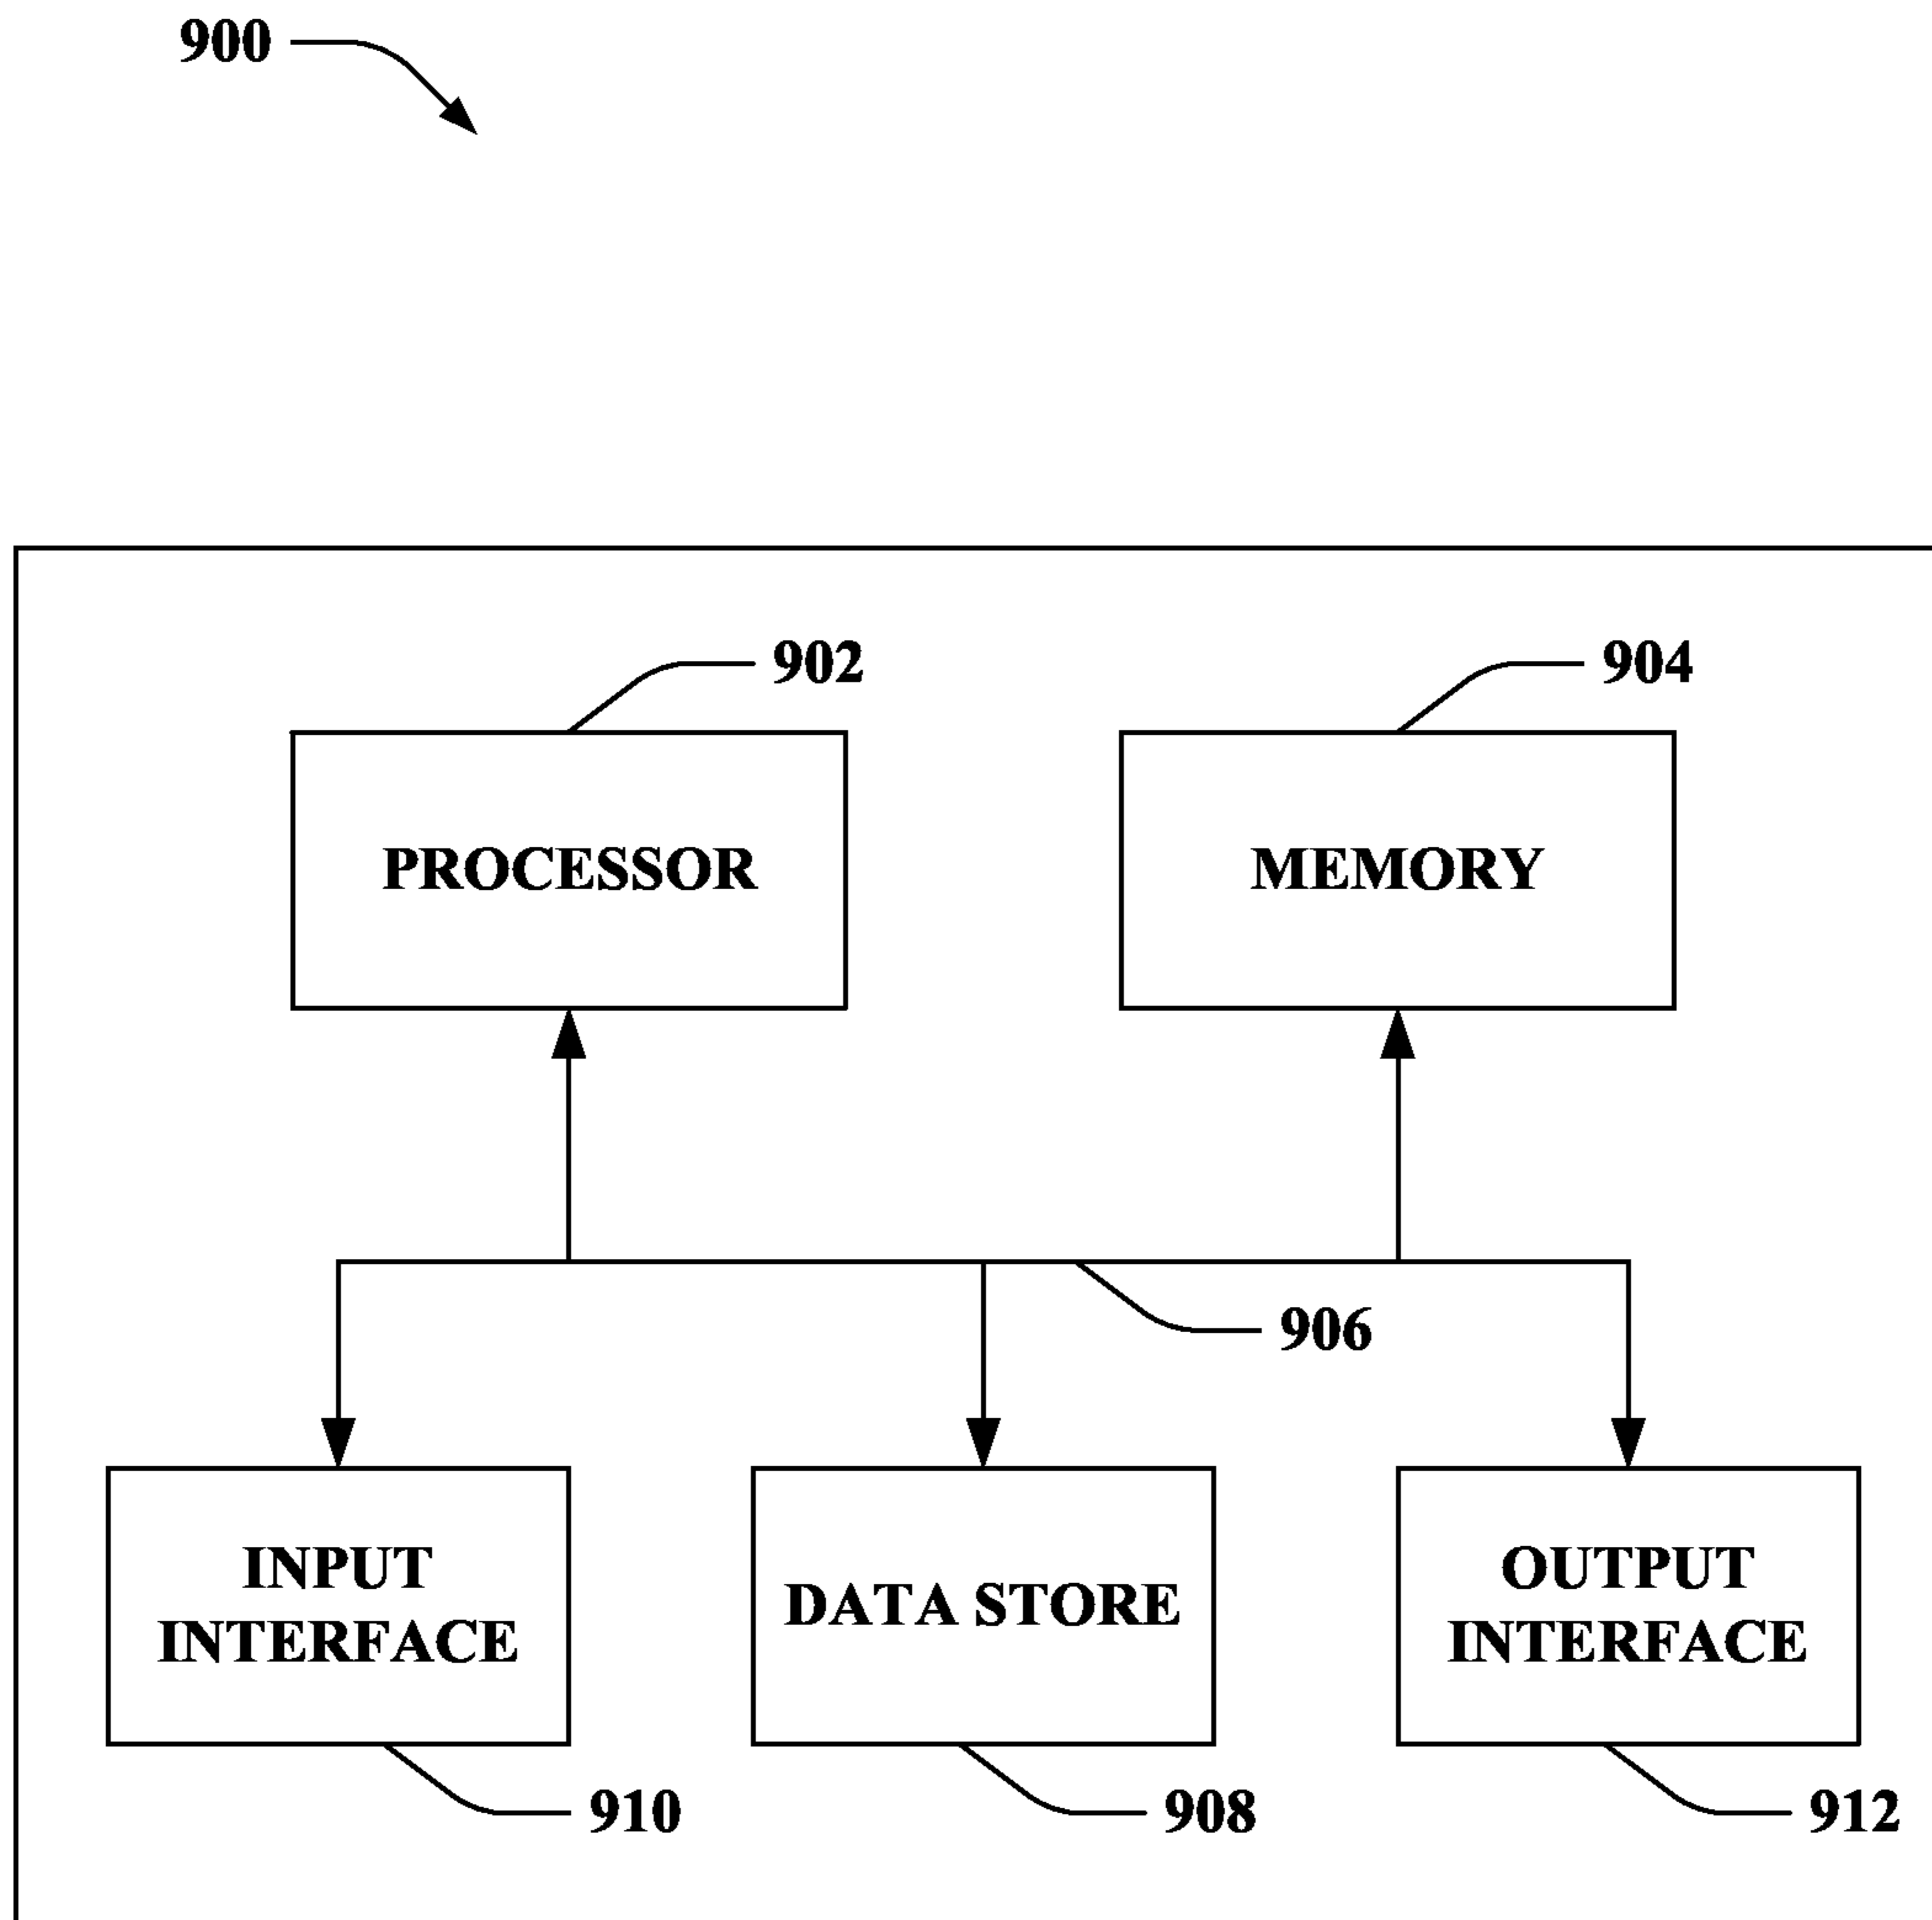 900
902
904
PROCESSOR
MEMORY
906
INPUT
INTERFACE
DATA STORE
OUTPUT
INTERFACE
910
908
912